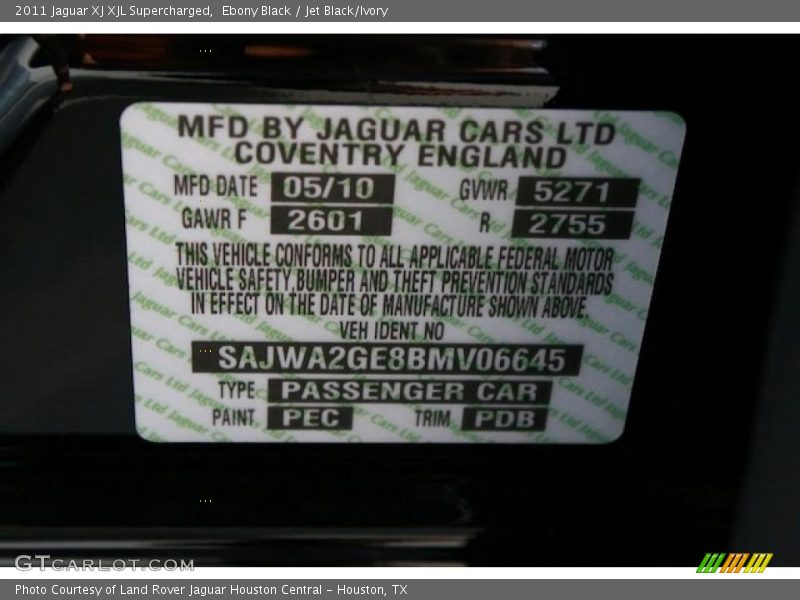 2011 Jaguar XJ XJL Supercharged,  Ebony Black / Jet Black/Ivory
MFD BY JAGUAR CARS LTD
COVENTRY ENGLAND
MFD DATE 05/10 GVWR 5271
GAWR F 2601 R 2755
THIS VEHICLE CONFORMS TO ALL APPLICABLE FEDERAL MOTOR
VEHICLE SAFETY,BUMPER AND THEFT PREVENTION STANDARDS
IN EFFECT ON THE DATE OF MANUFACTURE SHOWN ABOVE.
VEH IDENT NO
SAJWA2GE8BMV06645
TYPE PASSENGER CAR
PAINT PEC TRIM PDB
GTCARLOT.COM
Photo Courtesy of Land Rover Jaguar Houston Central - Houston, TX